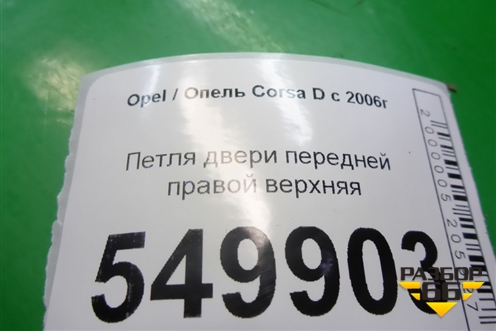 Opel / Опель Corsa D с 2006г
Петля двери передней
правой верхняя
549903
РАЗБОР
66